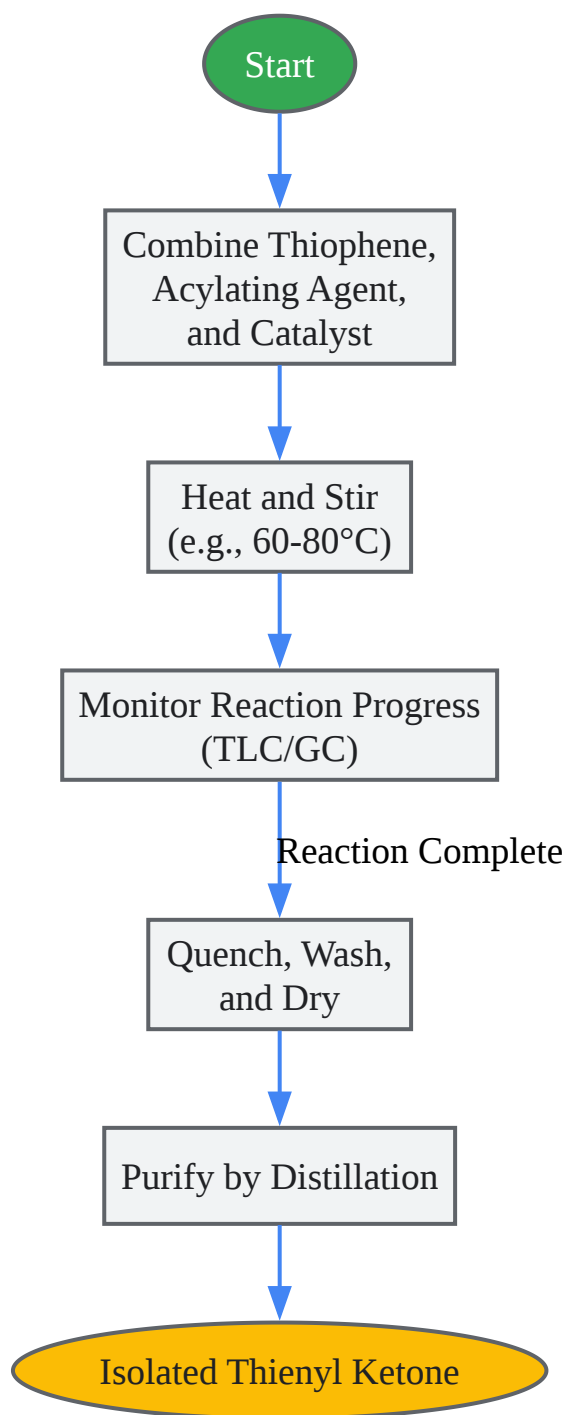 Start
Combine Thiophene,
Acylating Agent,
and Catalyst
Heat and Stir
(e.g., 60-80°C)
Monitor Reaction Progress
(TLC/GC)
Reaction Complete
Quench, Wash,
and Dry
Purify by Distillation
Isolated Thienyl Ketone